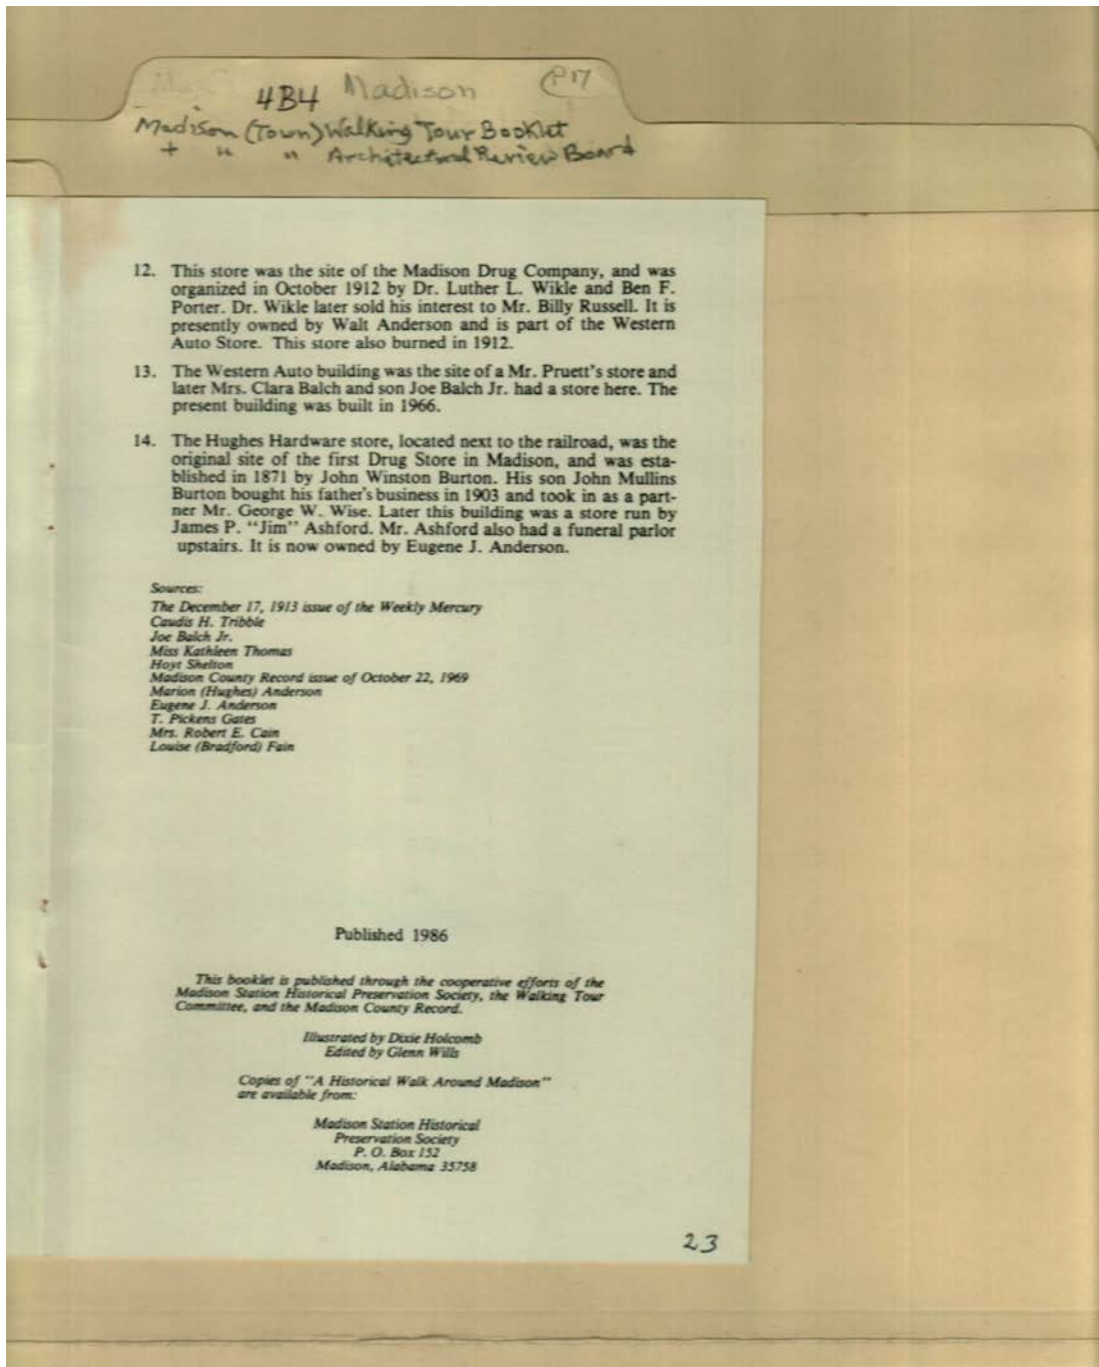 4B4 Madison P17
Madison (Town) Walking Tour Booklet
+ " " Architectural Review Board
12. This store was the site of the Madison Drug Company, and was
organized in October 1912 by Dr. Luther L. Wikle and Ben F.
Porter. Dr. Wikle later sold his interest to Mr. Billy Russell. It is
presently owned by Walt Anderson and is part of the Western
Auto Store. This store also burned in 1912.
13. The Western Auto building was the site of a Mr. Pruett's store and
later Mrs. Clara Balch and son Joe Balch Jr. had a store here. The
present building was built in 1966.
14. The Hughes Hardware store, located next to the railroad, was the
original site of the first Drug Store in Madison, and was esta-
blished in 1871 by John Winston Burton. His son John Mullins
Burton bought his father's business in 1903 and took in as a part-
ner Mr. George W. Wise. Later this building was a store run by
James P. "Jim" Ashford. Mr. Ashford also had a funeral parlor
upstairs. It is now owned by Eugene J. Anderson.
Sources:
The December 17, 1913 issue of the Weekly Mercury
Caudis H. Tribble
Joe Balch Jr.
Miss Kathleen Thomas
Hoyt Shelton
Madison County Record issue of October 22, 1969
Marion (Hughes) Anderson
Eugene J. Anderson
T. Pickens Gates
Mrs. Robert E. Cain
Louise (Bradford) Fain
Published 1986
This booklet is published through the cooperative efforts of the
Madison Station Historical Preservation Society, the Walking Tour
Committee, and the Madison County Record.
Illustrated by Dixie Holcomb
Edited by Glenn Wills
Copies of "A Historical Walk Around Madison"
are available from:
Madison Station Historical
Preservation Society
P. O. Box 152
Madison, Alabama 35758
23